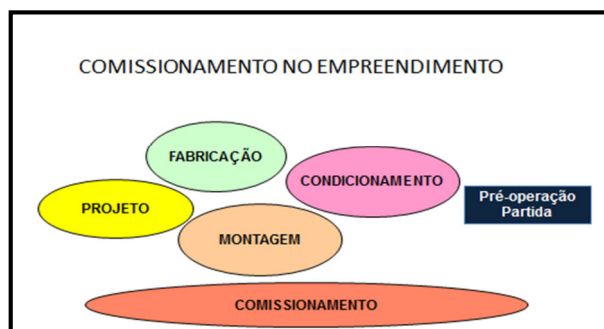 COMISSIONAMENTO NO EMPREENDIMENTO
FABRICAÇÃO
CONDICIONAMENTO
PROJETO
Pré-operação
Partida
MONTAGEM
COMISSIONAMENTO